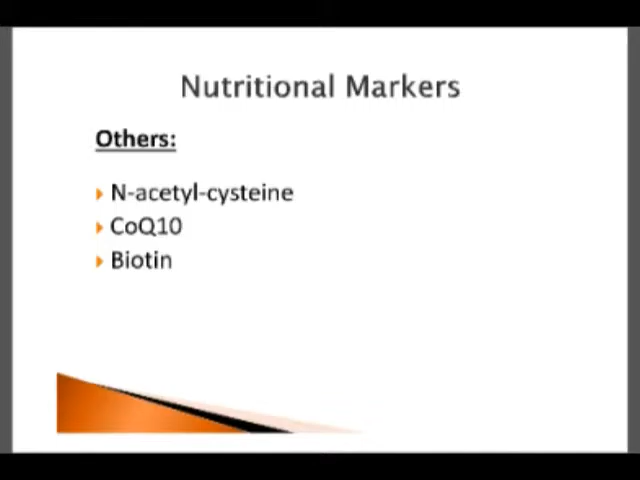 Nutritional Markers
Others:
N-acetyl-cysteine
CoQ10
Biotin